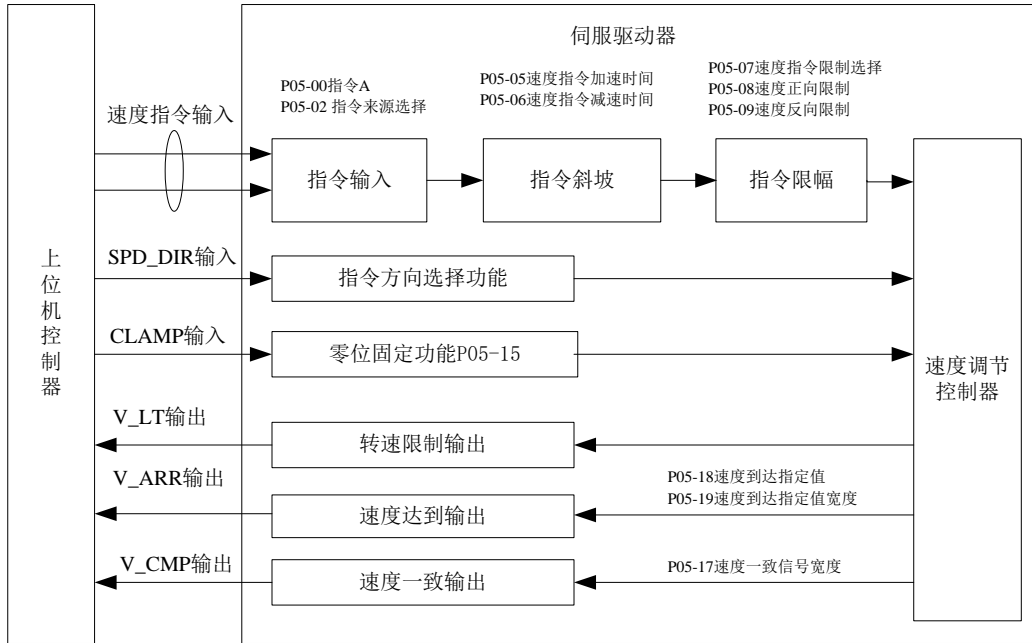 伺服驱动器
P05-00指令A
P05-02 指令来源选择
P05-05速度指令加速时间
P05-06速度指令减速时间
P05-07速度指令限制选择
P05-08速度正向限制
P05-09速度反向限制
速度指令输入
指令输入
指令斜坡
指令限幅
上位机控制器
SPD_DIR输入
指令方向选择功能
CLAMP输入
零位固定功能P05-15
速度调节
控制器
V_LT输出
转速限制输出
V_ARR输出
速度达到输出
P05-18速度到达指定值
P05-19速度到达指定值宽度
V_CMP输出
速度一致输出
P05-17速度一致信号宽度